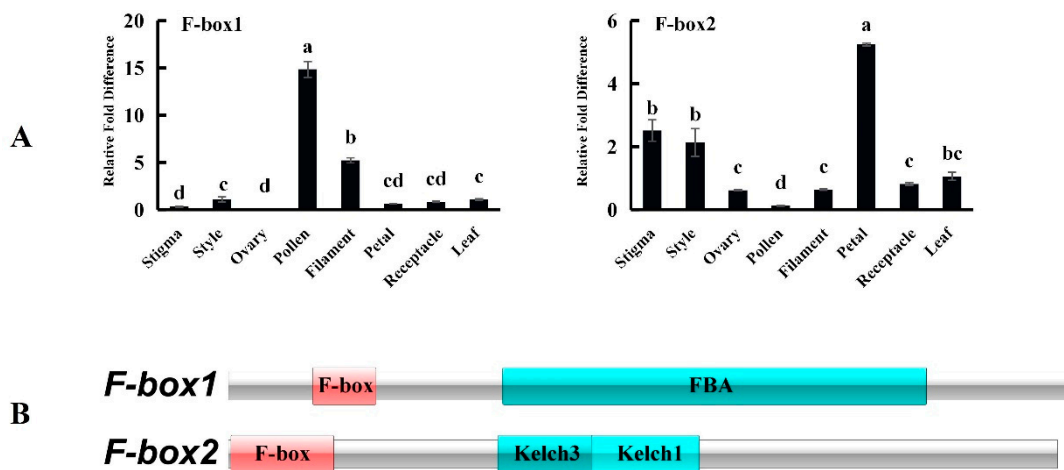 A
F-box1
Relative Fold Difference
20
15
10
5
0
d
c
d
a
b
cd
cd
c
Stigma
Style
Ovary
Pollen
Filament
Petal
Receptacle
Leaf
F-box2
Relative Fold Difference
6
4
2
0
b
b
c
d
c
a
c
bc
Stigma
Style
Ovary
Pollen
Filament
Petal
Receptacle
Leaf
B
F-box1 F-box FBA
F-box2 F-box Kelch3 Kelch1